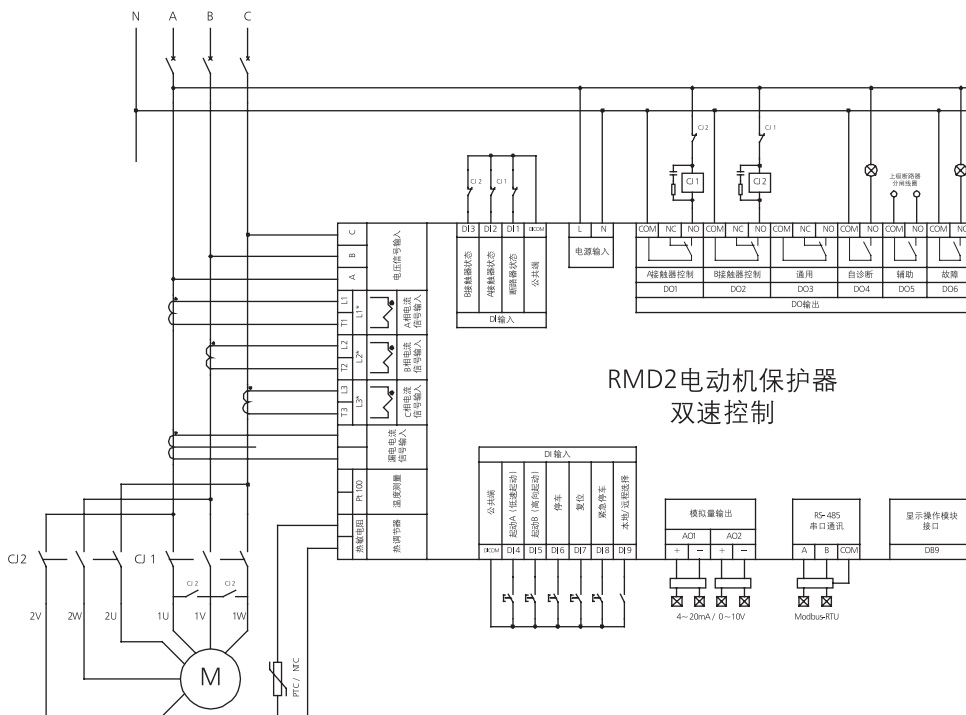 N A B C
CJ 2 CJ 1
CJ 1 CJ 2
上级断路器
分闸线圈
CJ 2 CJ 1
DI3 DI2 DI1 DICOM
B接触器状态 A接触器状态 断路器状态 公共端
DI 输入
L N
电源输入
COM NC NO COM NC NO COM NC NO COM NO COM NO COM NO
A接触器控制 B接触器控制 通用 自诊断 辅助 故障
DO1 DO2 DO3 DO4 DO5 DO6
DO输出
C
B
A
电压信号输入
L1
T1
L1*
A相电流
信号输入
L2
T2
L2*
B相电流
信号输入
L3
T3
L3*
C相电流
信号输入
漏电电流
信号输入
Pt 100
温度测量
热敏电阻
热调节器
RMD2电动机保护器
双速控制
DI 输入
公共端 起动A (低速起动) 起动B (高向起动) 停车 复位 紧急停车 本地/远程选择
DICOM DI4 DI5 DI6 DI7 DI8 DI9
模拟量输出
AO1 AO2
+ − + −
4~20mA / 0~10V
RS-485
串口通讯
A B COM
Modbus-RTU
显示操作模块
接口
DB9
CJ2 CJ 1
CJ 2 CJ 2
2V 2W 2U 1U 1V 1W
M
PTC / NTC